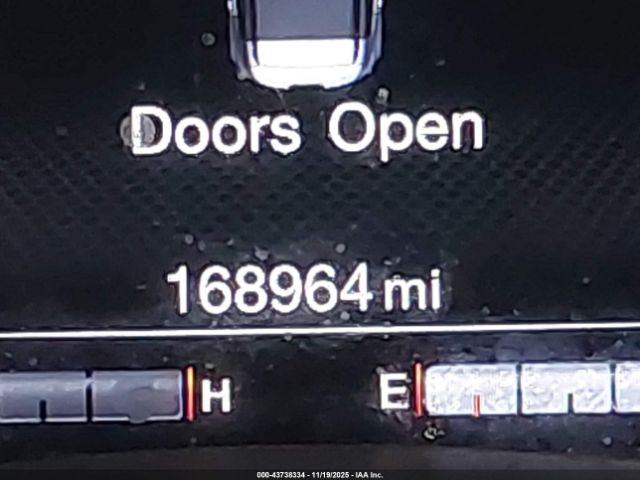 Doors Open
168964 mi
H E
000-43738334 - 11/19/2025 - IAA Inc.